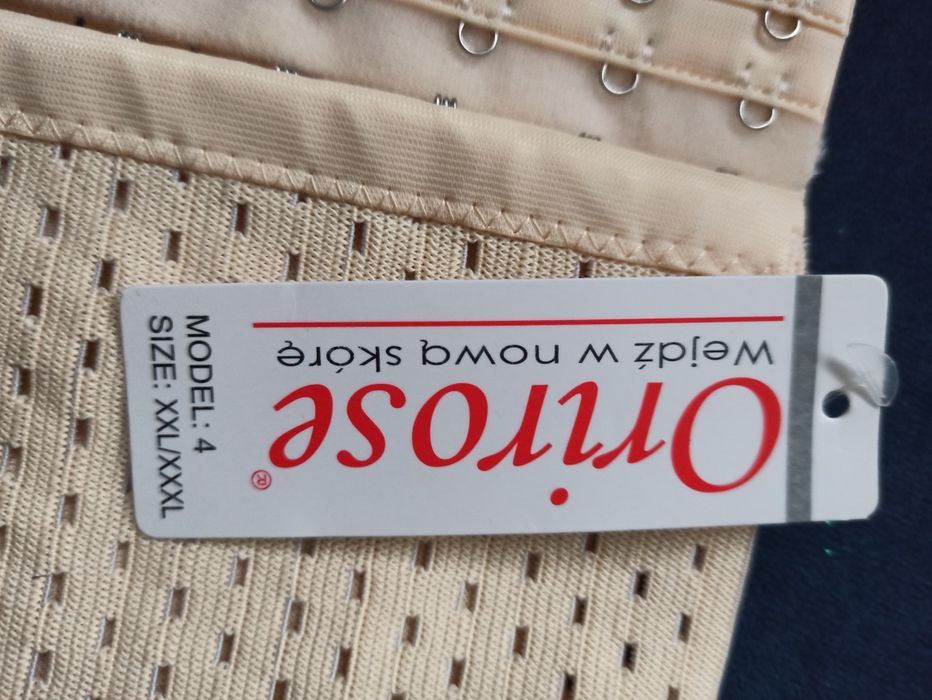 Orirose®
Wejdź w nową skórę
MODEL: 4
SIZE: XXL/XXXL